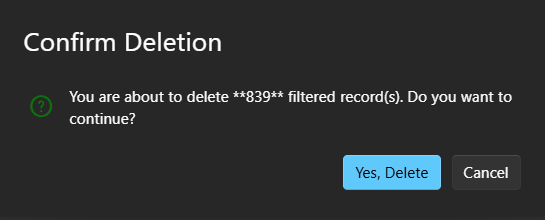 Confirm Deletion
You are about to delete **839** filtered record(s). Do you want to
continue?
Yes, Delete
Cancel